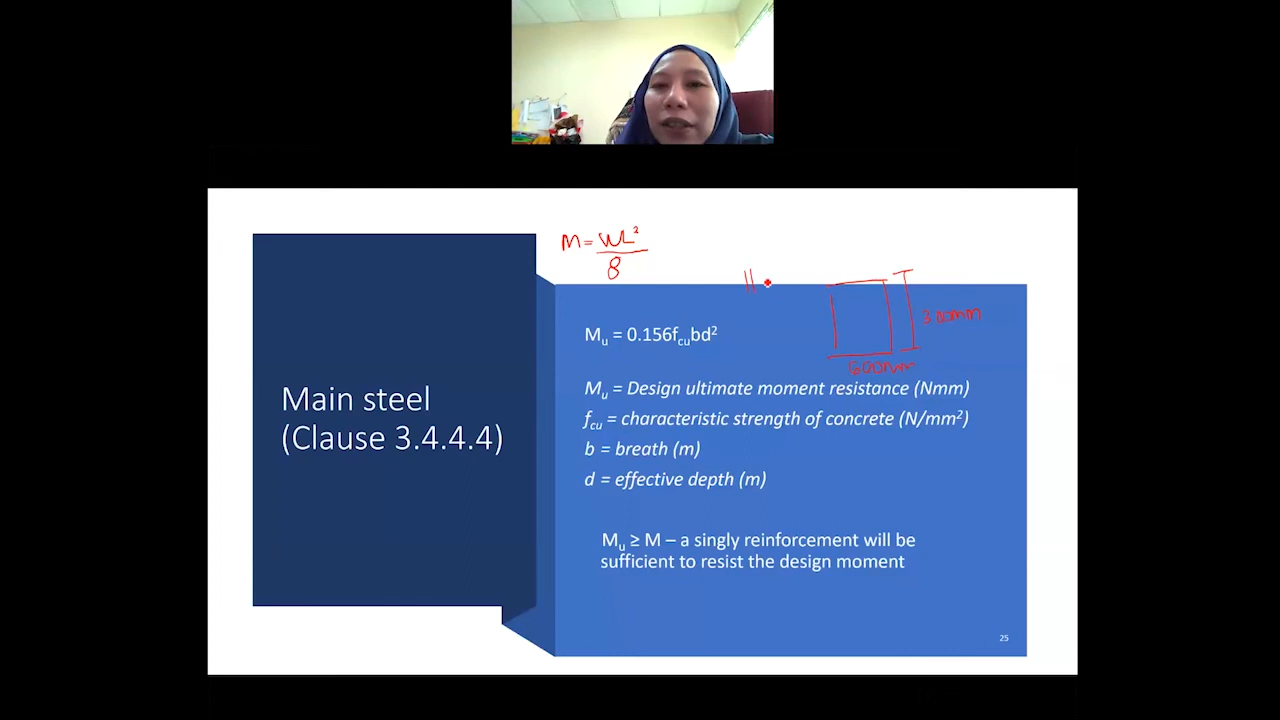 M = WL²
8
300mm
Main steel
(Clause 3.4.4.4)
Mu = 0.156fcubd²
Mu = Design ultimate moment resistance (Nmm)
fcu = characteristic strength of concrete (N/mm²)
b = breath (m)
d = effective depth (m)
Mu ≥ M – a singly reinforcement will be
sufficient to resist the design moment
25